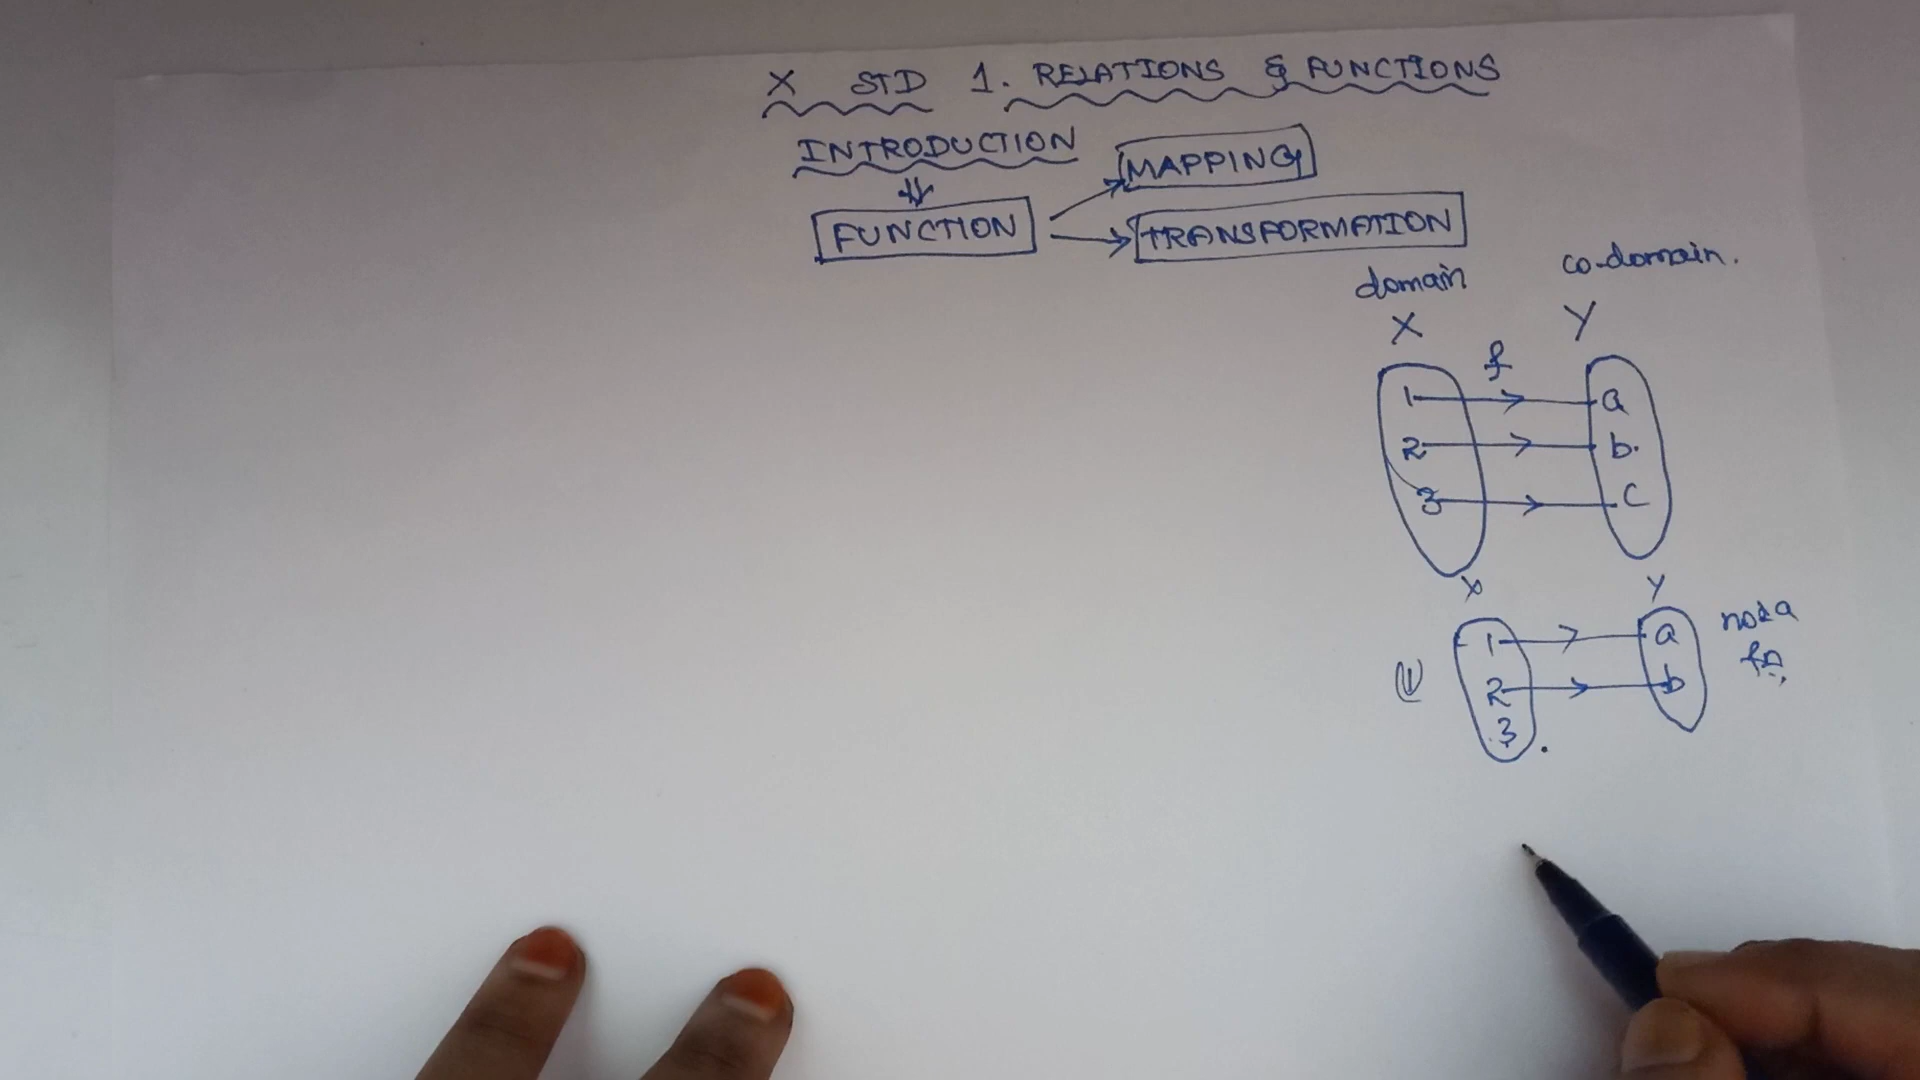 X STD 1. RELATIONS & FUNCTIONS
INTRODUCTION
FUNCTION
MAPPING
TRANSFORMATION
domain co-domain.
X Y
f
1 a
2 b.
3 c
X Y
1 a
2 b
3
not a
fn.,